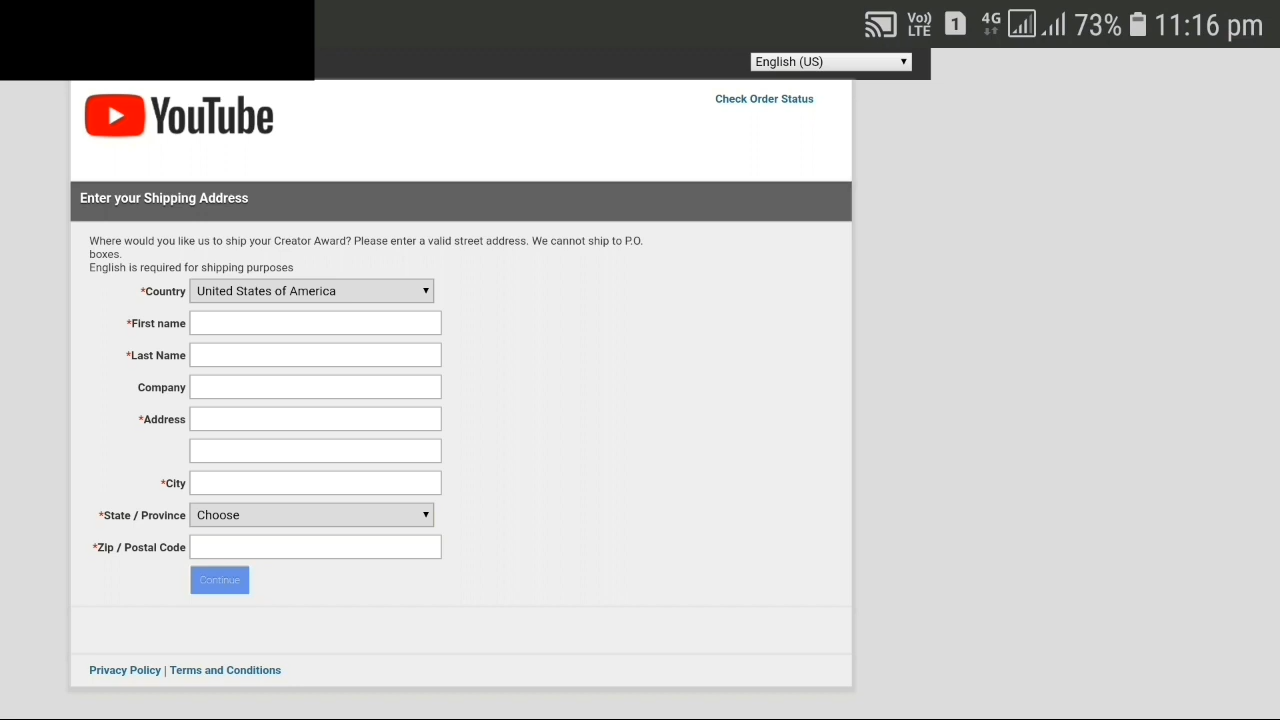 Vo)) LTE 1 4G 73% 11:16 pm
English (US)
YouTube
Check Order Status
Enter your Shipping Address
Where would you like us to ship your Creator Award? Please enter a valid street address. We cannot ship to P.O.
boxes.
English is required for shipping purposes
*Country United States of America
*First name
*Last Name
Company
*Address
*City
*State / Province Choose
*Zip / Postal Code
Continue
Privacy Policy | Terms and Conditions